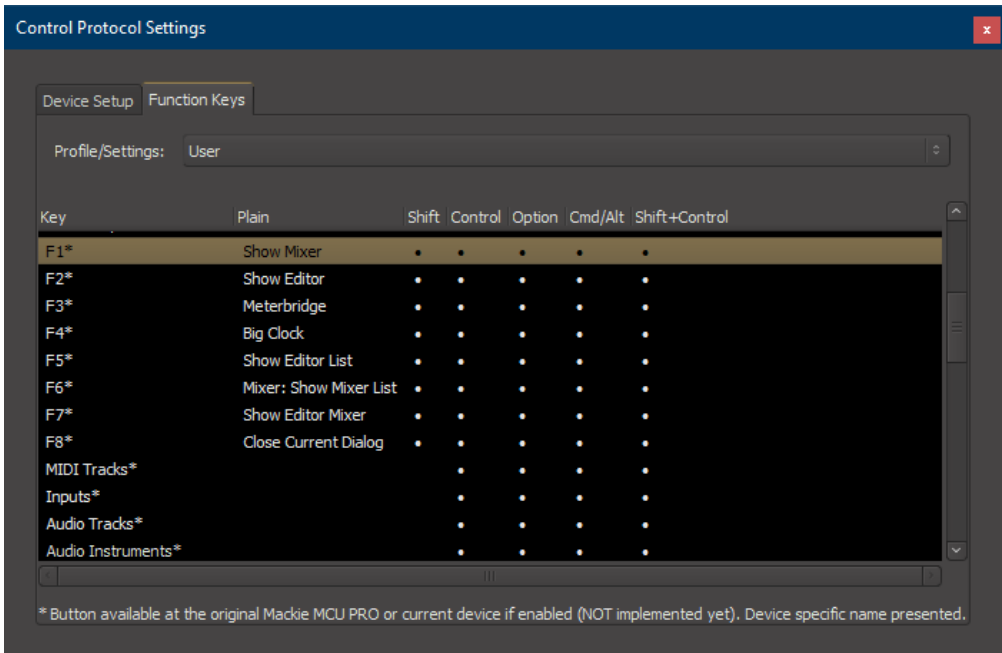 Control Protocol Settings
x
Device Setup Function Keys
Profile/Settings: User
Key Plain Shift Control Option Cmd/Alt Shift+Control
F1* Show Mixer • • • • •
F2* Show Editor • • • • •
F3* Meterbridge • • • • •
F4* Big Clock • • • • •
F5* Show Editor List • • • • •
F6* Mixer: Show Mixer List • • • • •
F7* Show Editor Mixer • • • • •
F8* Close Current Dialog • • • • •
MIDI Tracks* • • • •
Inputs* • • • •
Audio Tracks* • • • •
Audio Instruments* • • • •
* Button available at the original Mackie MCU PRO or current device if enabled (NOT implemented yet). Device specific name presented.